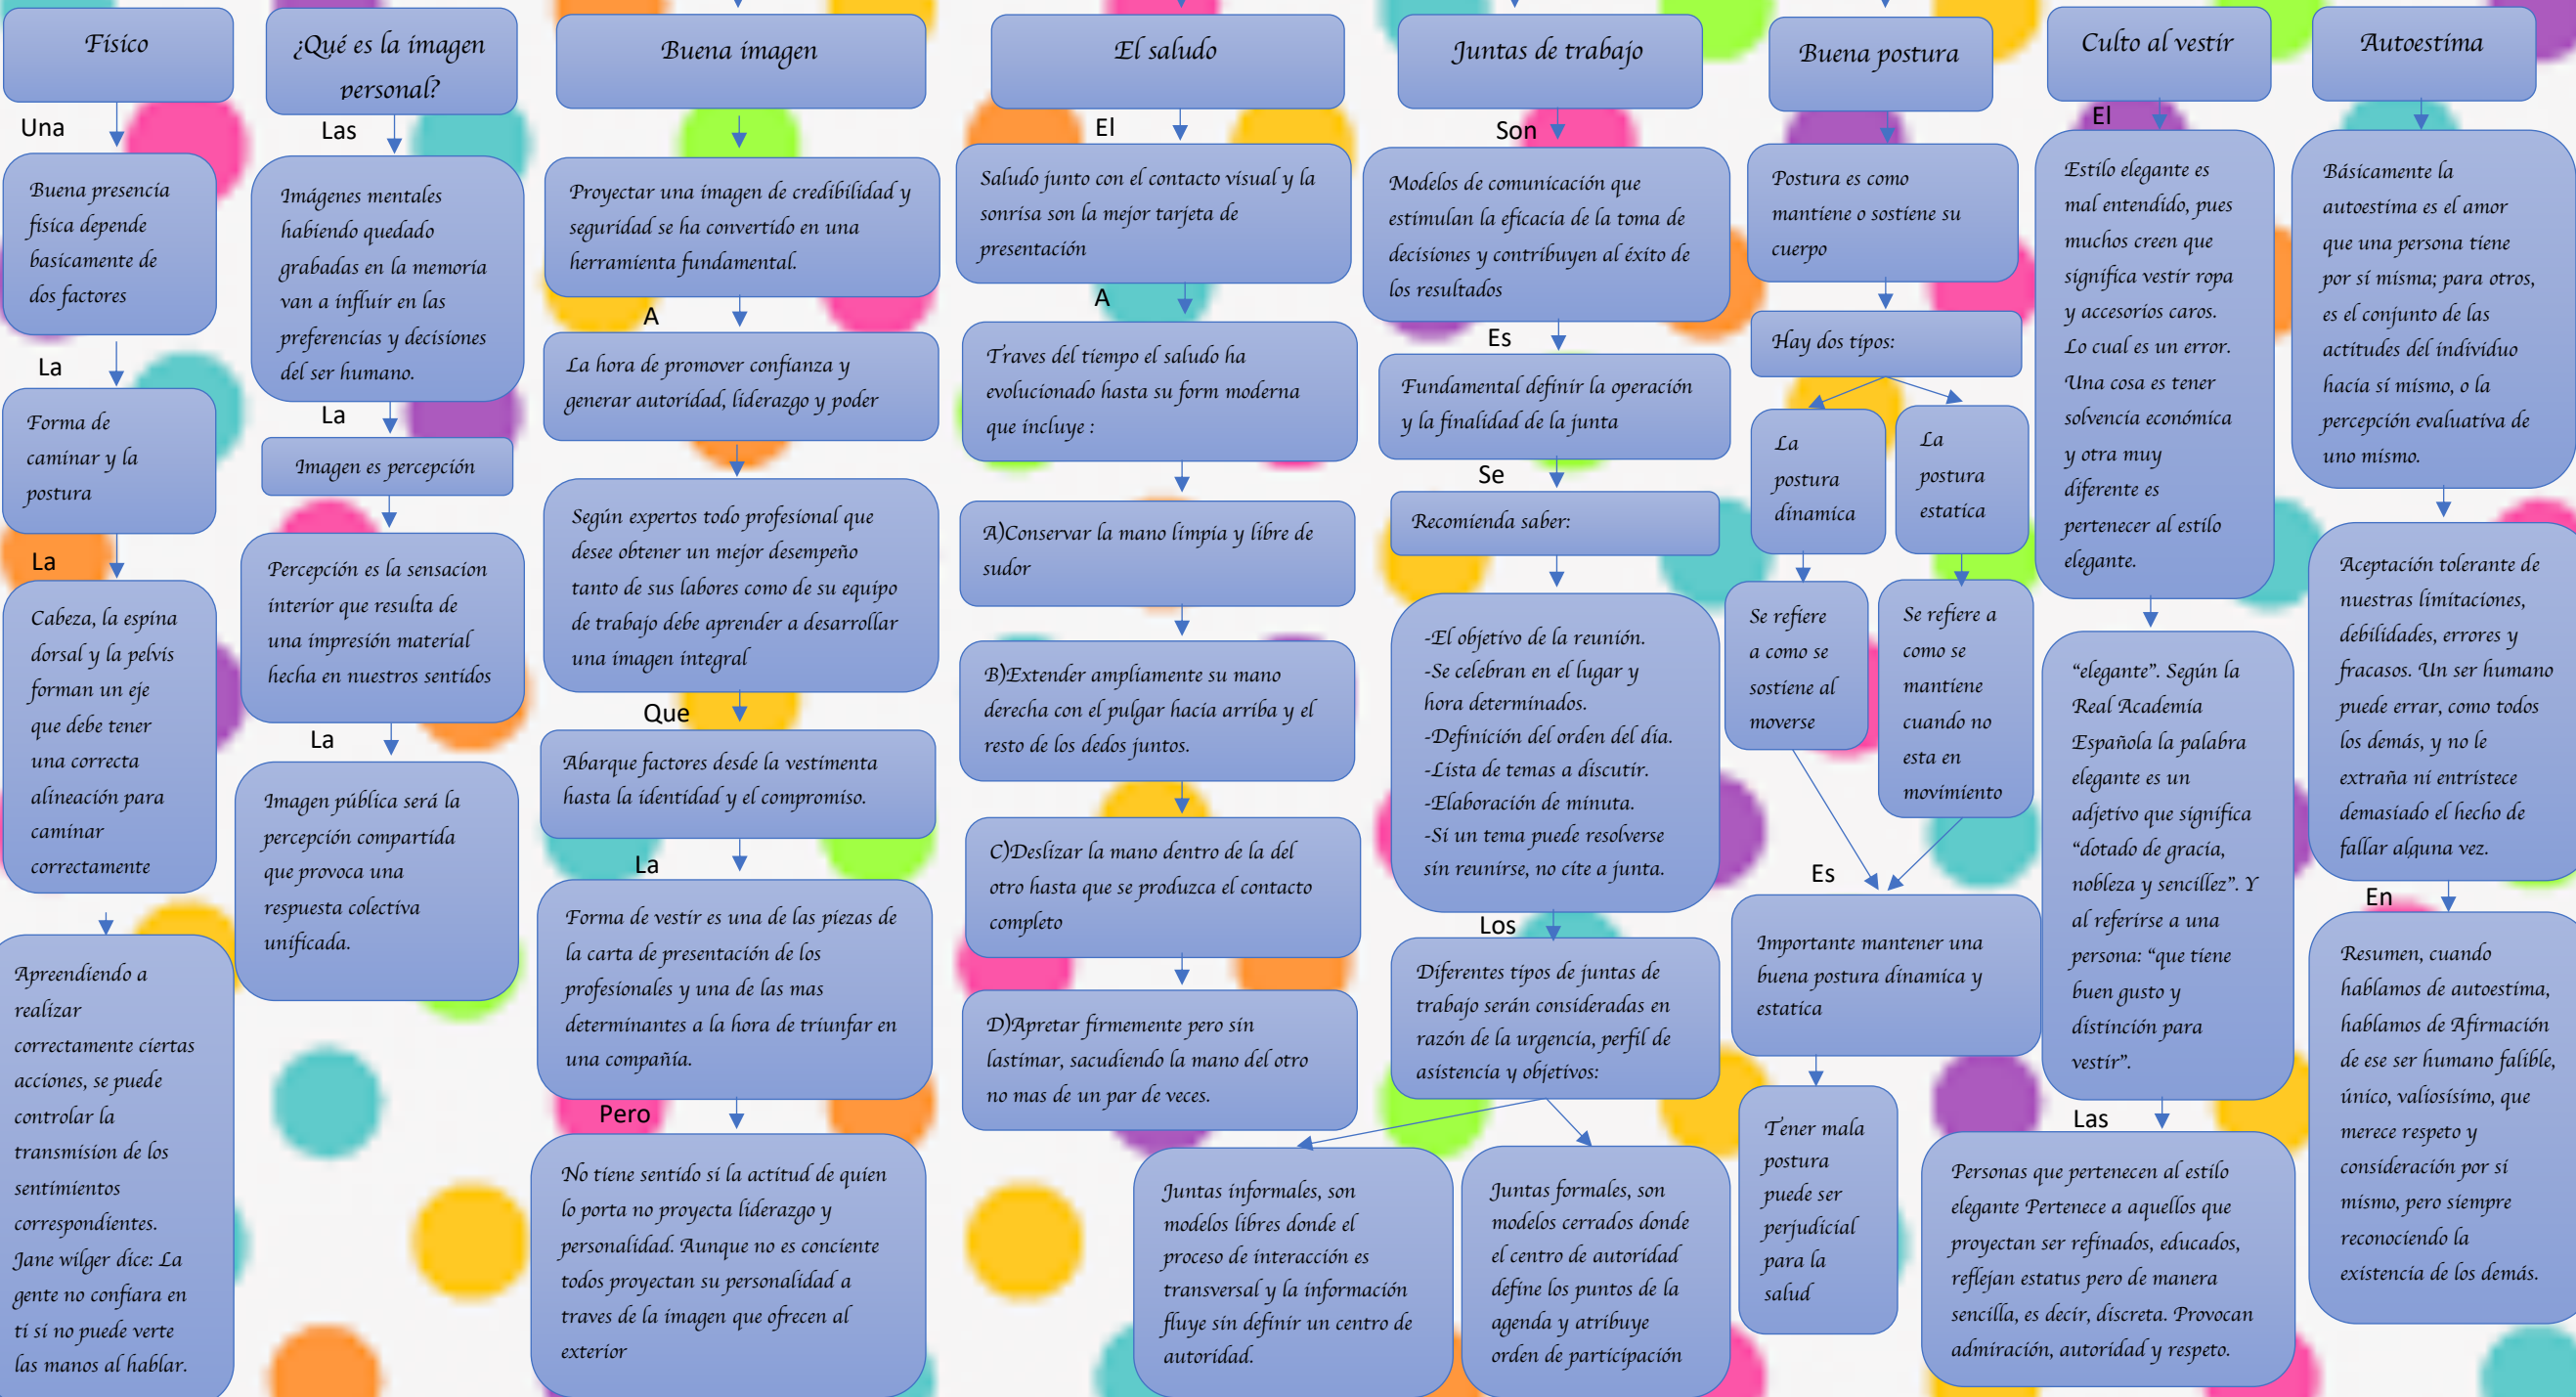 Fisico
Una
Buena presencia
física depende
basicamente de
dos factores
La
Forma de
caminar y la
postura
La
Cabeza, la espina
dorsal y la pelvis
forman un eje
que debe tener
una correcta
alineación para
caminar
correctamente
Apreendiendo a
realizar
correctamente ciertas
acciones, se puede
controlar la
transmision de los
sentimientos
correspondientes.
Jane wilger dice: La
gente no confiara en
ti si no puede verte
las manos al hablar.
¿Qué es la imagen
personal?
Las
Imágenes mentales
habiendo quedado
grabadas en la memoria
van a influir en las
preferencias y decisiones
del ser humano.
La
Imagen es percepción
Percepción es la sensacion
interior que resulta de
una impresión material
hecha en nuestros sentidos
La
Imagen pública será la
percepción compartida
que provoca una
respuesta colectiva
unificada.
Buena imagen
Proyectar una imagen de credibilidad y
seguridad se ha convertido en una
herramienta fundamental.
A
La hora de promover confianza y
generar autoridad, liderazgo y poder
Según expertos todo profesional que
desee obtener un mejor desempeño
tanto de sus labores como de su equipo
de trabajo debe aprender a desarrollar
una imagen integral
Que
Abarque factores desde la vestimenta
hasta la identidad y el compromiso.
La
Forma de vestir es una de las piezas de
la carta de presentación de los
profesionales y una de las mas
determinantes a la hora de triunfar en
una compañía.
Pero
No tiene sentido si la actitud de quien
lo porta no proyecta liderazgo y
personalidad. Aunque no es conciente
todos proyectan su personalidad a
traves de la imagen que ofrecen al
exterior
El saludo
El
Saludo junto con el contacto visual y la
sonrisa son la mejor tarjeta de
presentación
A
Traves del tiempo el saludo ha
evolucionado hasta su form moderna
que incluye :
A)Conservar la mano limpia y libre de
sudor
B)Extender ampliamente su mano
derecha con el pulgar hacia arriba y el
resto de los dedos juntos.
C)Deslizar la mano dentro de la del
otro hasta que se produzca el contacto
completo
D)Apretar firmemente pero sin
lastimar, sacudiendo la mano del otro
no mas de un par de veces.
Juntas de trabajo
Son
Modelos de comunicación que
estimulan la eficacia de la toma de
decisiones y contribuyen al éxito de
los resultados
Es
Fundamental definir la operación
y la finalidad de la junta
Se
Recomienda saber:
-El objetivo de la reunión.
-Se celebran en el lugar y
hora determinados.
-Definición del orden del día.
-Lista de temas a discutir.
-Elaboración de minuta.
-Si un tema puede resolverse
sin reunirse, no cite a junta.
Los
Diferentes tipos de juntas de
trabajo serán consideradas en
razón de la urgencia, perfil de
asistencia y objetivos:
Juntas informales, son
modelos libres donde el
proceso de interacción es
transversal y la información
fluye sin definir un centro de
autoridad.
Juntas formales, son
modelos cerrados donde
el centro de autoridad
define los puntos de la
agenda y atribuye
orden de participación
Buena postura
Postura es como
mantiene o sostiene su
cuerpo
Hay dos tipos:
La
postura
dinamica
La
postura
estatica
Se refiere
a como se
sostiene al
moverse
Se refiere a
como se
mantiene
cuando no
esta en
movimiento
Es
Importante mantener una
buena postura dinamica y
estatica
Tener mala
postura
puede ser
perjudicial
para la
salud
Culto al vestir
El
Estilo elegante es
mal entendido, pues
muchos creen que
significa vestir ropa
y accesorios caros.
Lo cual es un error.
Una cosa es tener
solvencia económica
y otra muy
diferente es
pertenecer al estilo
elegante.
"elegante". Según la
Real Academia
Española la palabra
elegante es un
adjetivo que significa
"dotado de gracia,
nobleza y sencillez". Y
al referirse a una
persona: "que tiene
buen gusto y
distinción para
vestir".
Las
Personas que pertenecen al estilo
elegante Pertenece a aquellos que
proyectan ser refinados, educados,
reflejan estatus pero de manera
sencilla, es decir, discreta. Provocan
admiración, autoridad y respeto.
Autoestima
Básicamente la
autoestima es el amor
que una persona tiene
por sí misma; para otros,
es el conjunto de las
actitudes del individuo
hacia sí mismo, o la
percepción evaluativa de
uno mismo.
Aceptación tolerante de
nuestras limitaciones,
debilidades, errores y
fracasos. Un ser humano
puede errar, como todos
los demás, y no le
extraña ni entristece
demasiado el hecho de
fallar alguna vez.
En
Resumen, cuando
hablamos de autoestima,
hablamos de Afirmación
de ese ser humano falible,
único, valiosísimo, que
merece respeto y
consideración por si
mismo, pero siempre
reconociendo la
existencia de los demás.